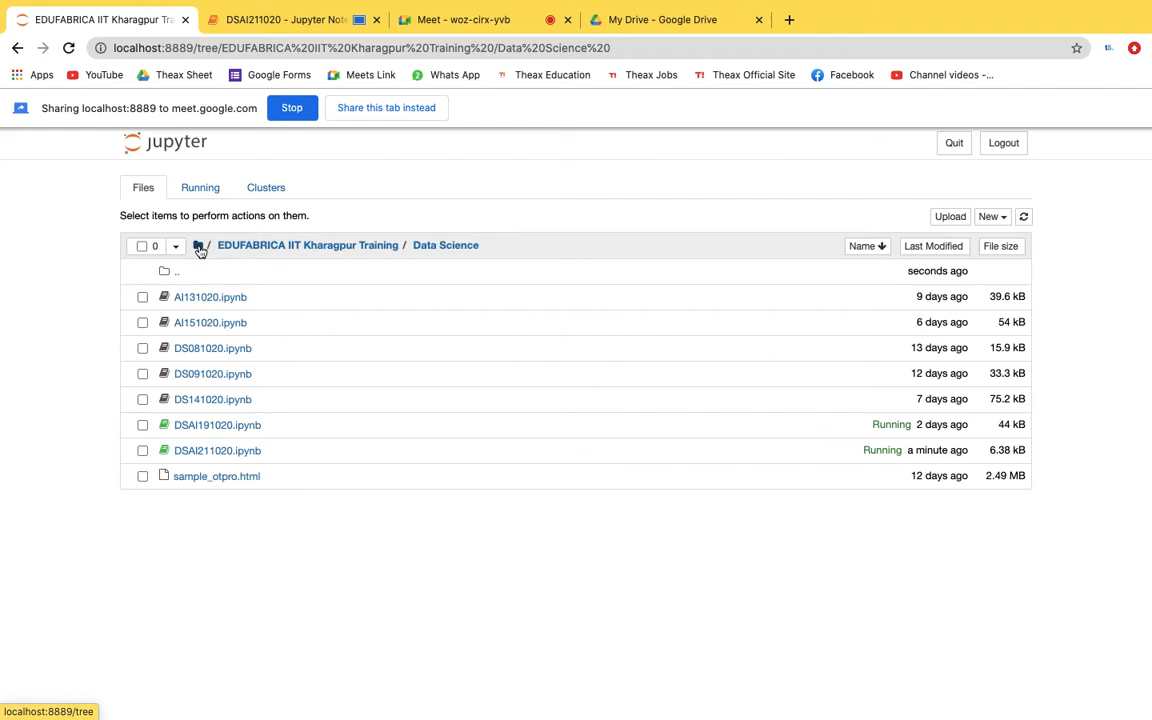 EDUFABRICA IIT Kharagpur Tra
DSAI211020 - Jupyter Note
Meet - woz-cirx-yvb
My Drive - Google Drive
localhost:8889/tree/EDUFABRICA%20IIT%20Kharagpur%20Training%20/Data%20Science%20
Apps YouTube Theax Sheet Google Forms Meets Link Whats App Theax Education Theax Jobs Theax Official Site Facebook Channel videos -...
Sharing localhost:8889 to meet.google.com Stop Share this tab instead
jupyter Quit Logout
Files Running Clusters
Select items to perform actions on them. Upload New
0 / EDUFABRICA IIT Kharagpur Training / Data Science Name Last Modified File size
.. seconds ago
AI131020.ipynb 9 days ago 39.6 kB
AI151020.ipynb 6 days ago 54 kB
DS081020.ipynb 13 days ago 15.9 kB
DS091020.ipynb 12 days ago 33.3 kB
DS141020.ipynb 7 days ago 75.2 kB
DSAI191020.ipynb Running 2 days ago 44 kB
DSAI211020.ipynb Running a minute ago 6.38 kB
sample_otpro.html 12 days ago 2.49 MB
localhost:8889/tree